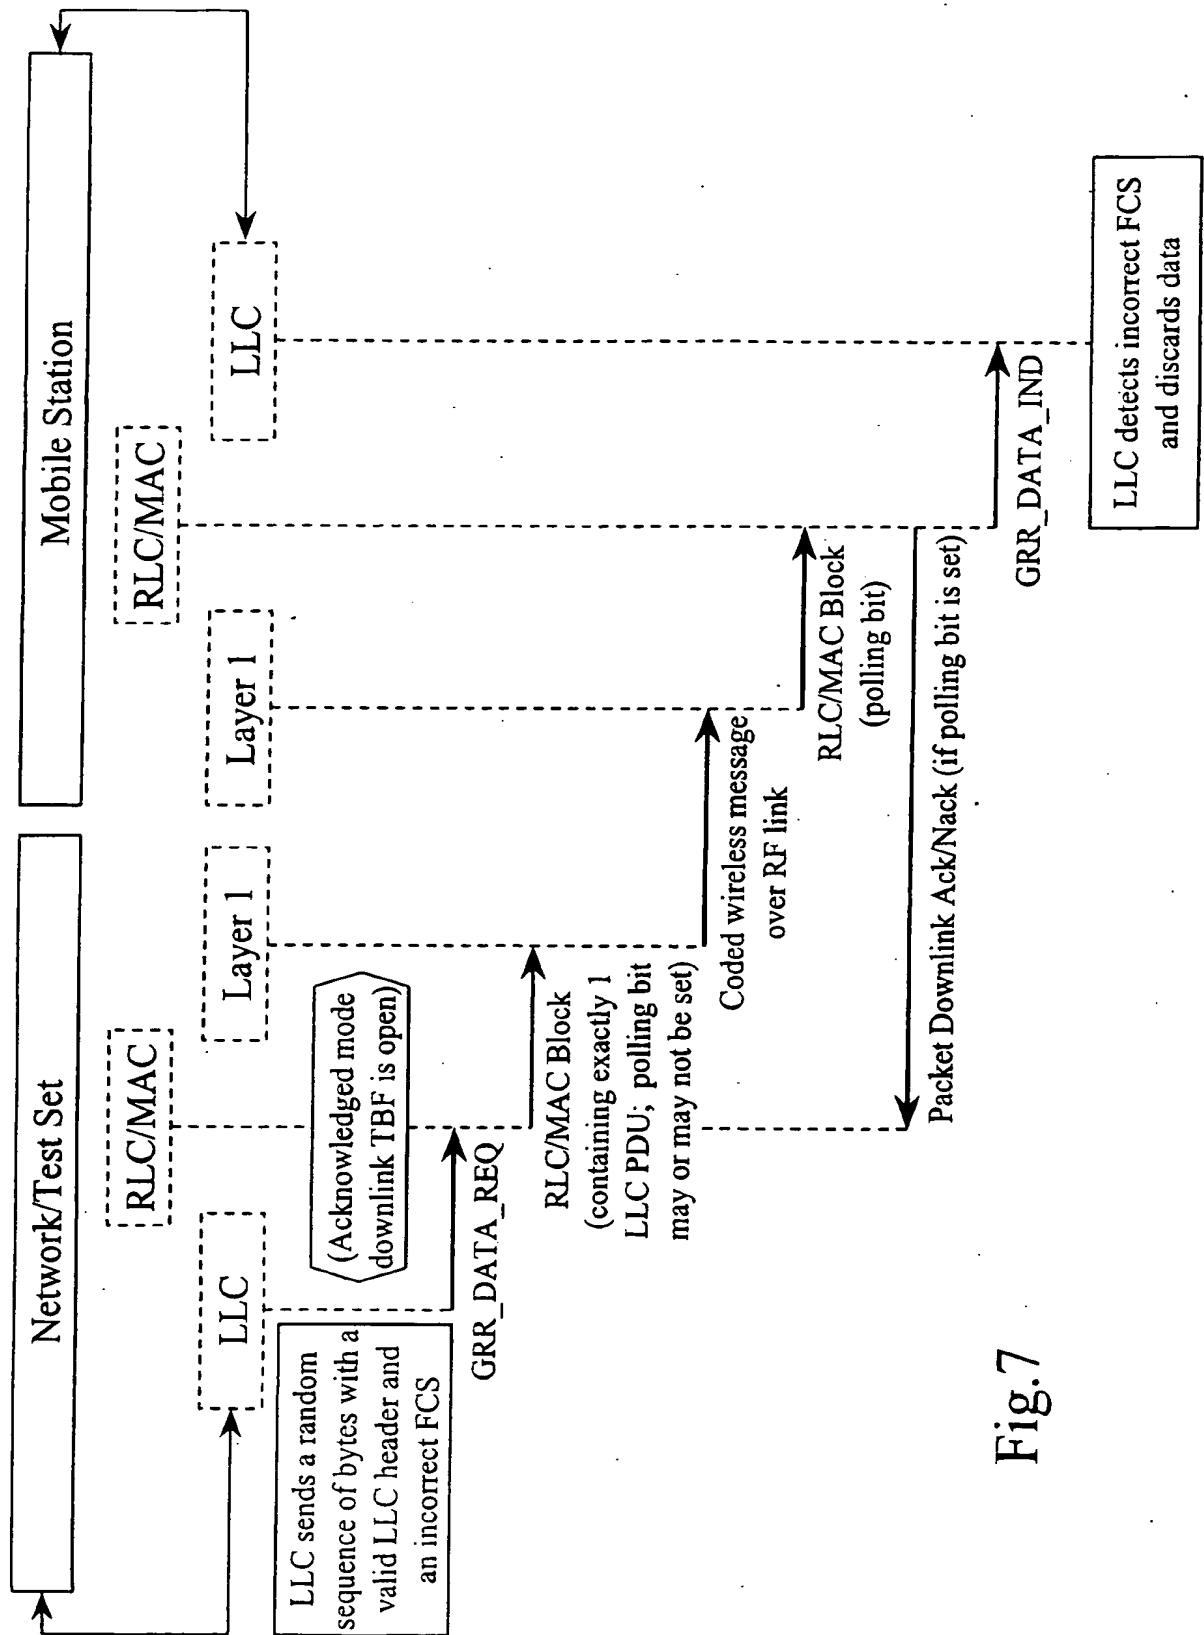 Network/Test Set
Mobile Station
LLC
RLC/MAC
Layer 1
Layer 1
RLC/MAC
LLC
LLC sends a random
sequence of bytes with a
valid LLC header and
an incorrect FCS
(Acknowledged mode
downlink TBF is open)
GRR_DATA_REQ
RLC/MAC Block
(containing exactly 1
LLC PDU; polling bit
may or may not be set)
Coded wireless message
over RF link
RLC/MAC Block
(polling bit)
Packet Downlink Ack/Nack (if polling bit is set)
GRR_DATA_IND
LLC detects incorrect FCS
and discards data
Fig.7